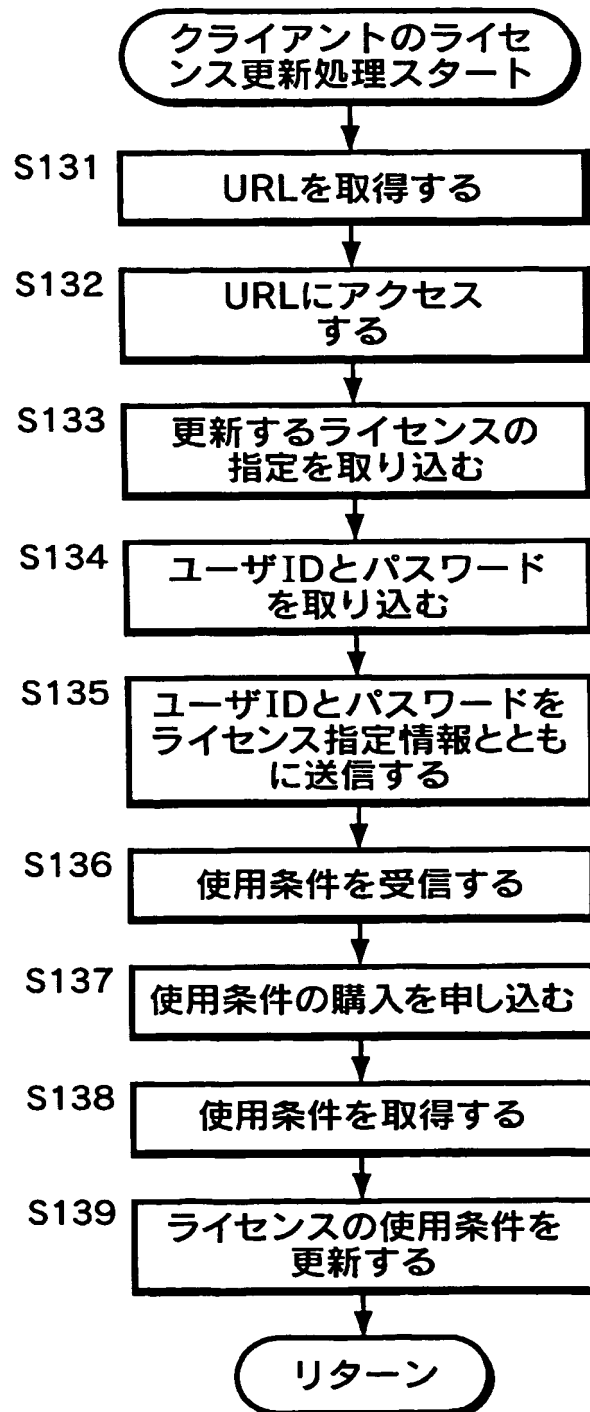 クライアントのライセ
ンス更新処理スタート
S131
URLを取得する
S132
URLにアクセス
する
S133
更新するライセンスの
指定を取り込む
S134
ユーザIDとパスワード
を取り込む
S135
ユーザIDとパスワードを
ライセンス指定情報ととも
に送信する
S136
使用条件を受信する
S137
使用条件の購入を申し込む
S138
使用条件を取得する
S139
ライセンスの使用条件を
更新する
リターン